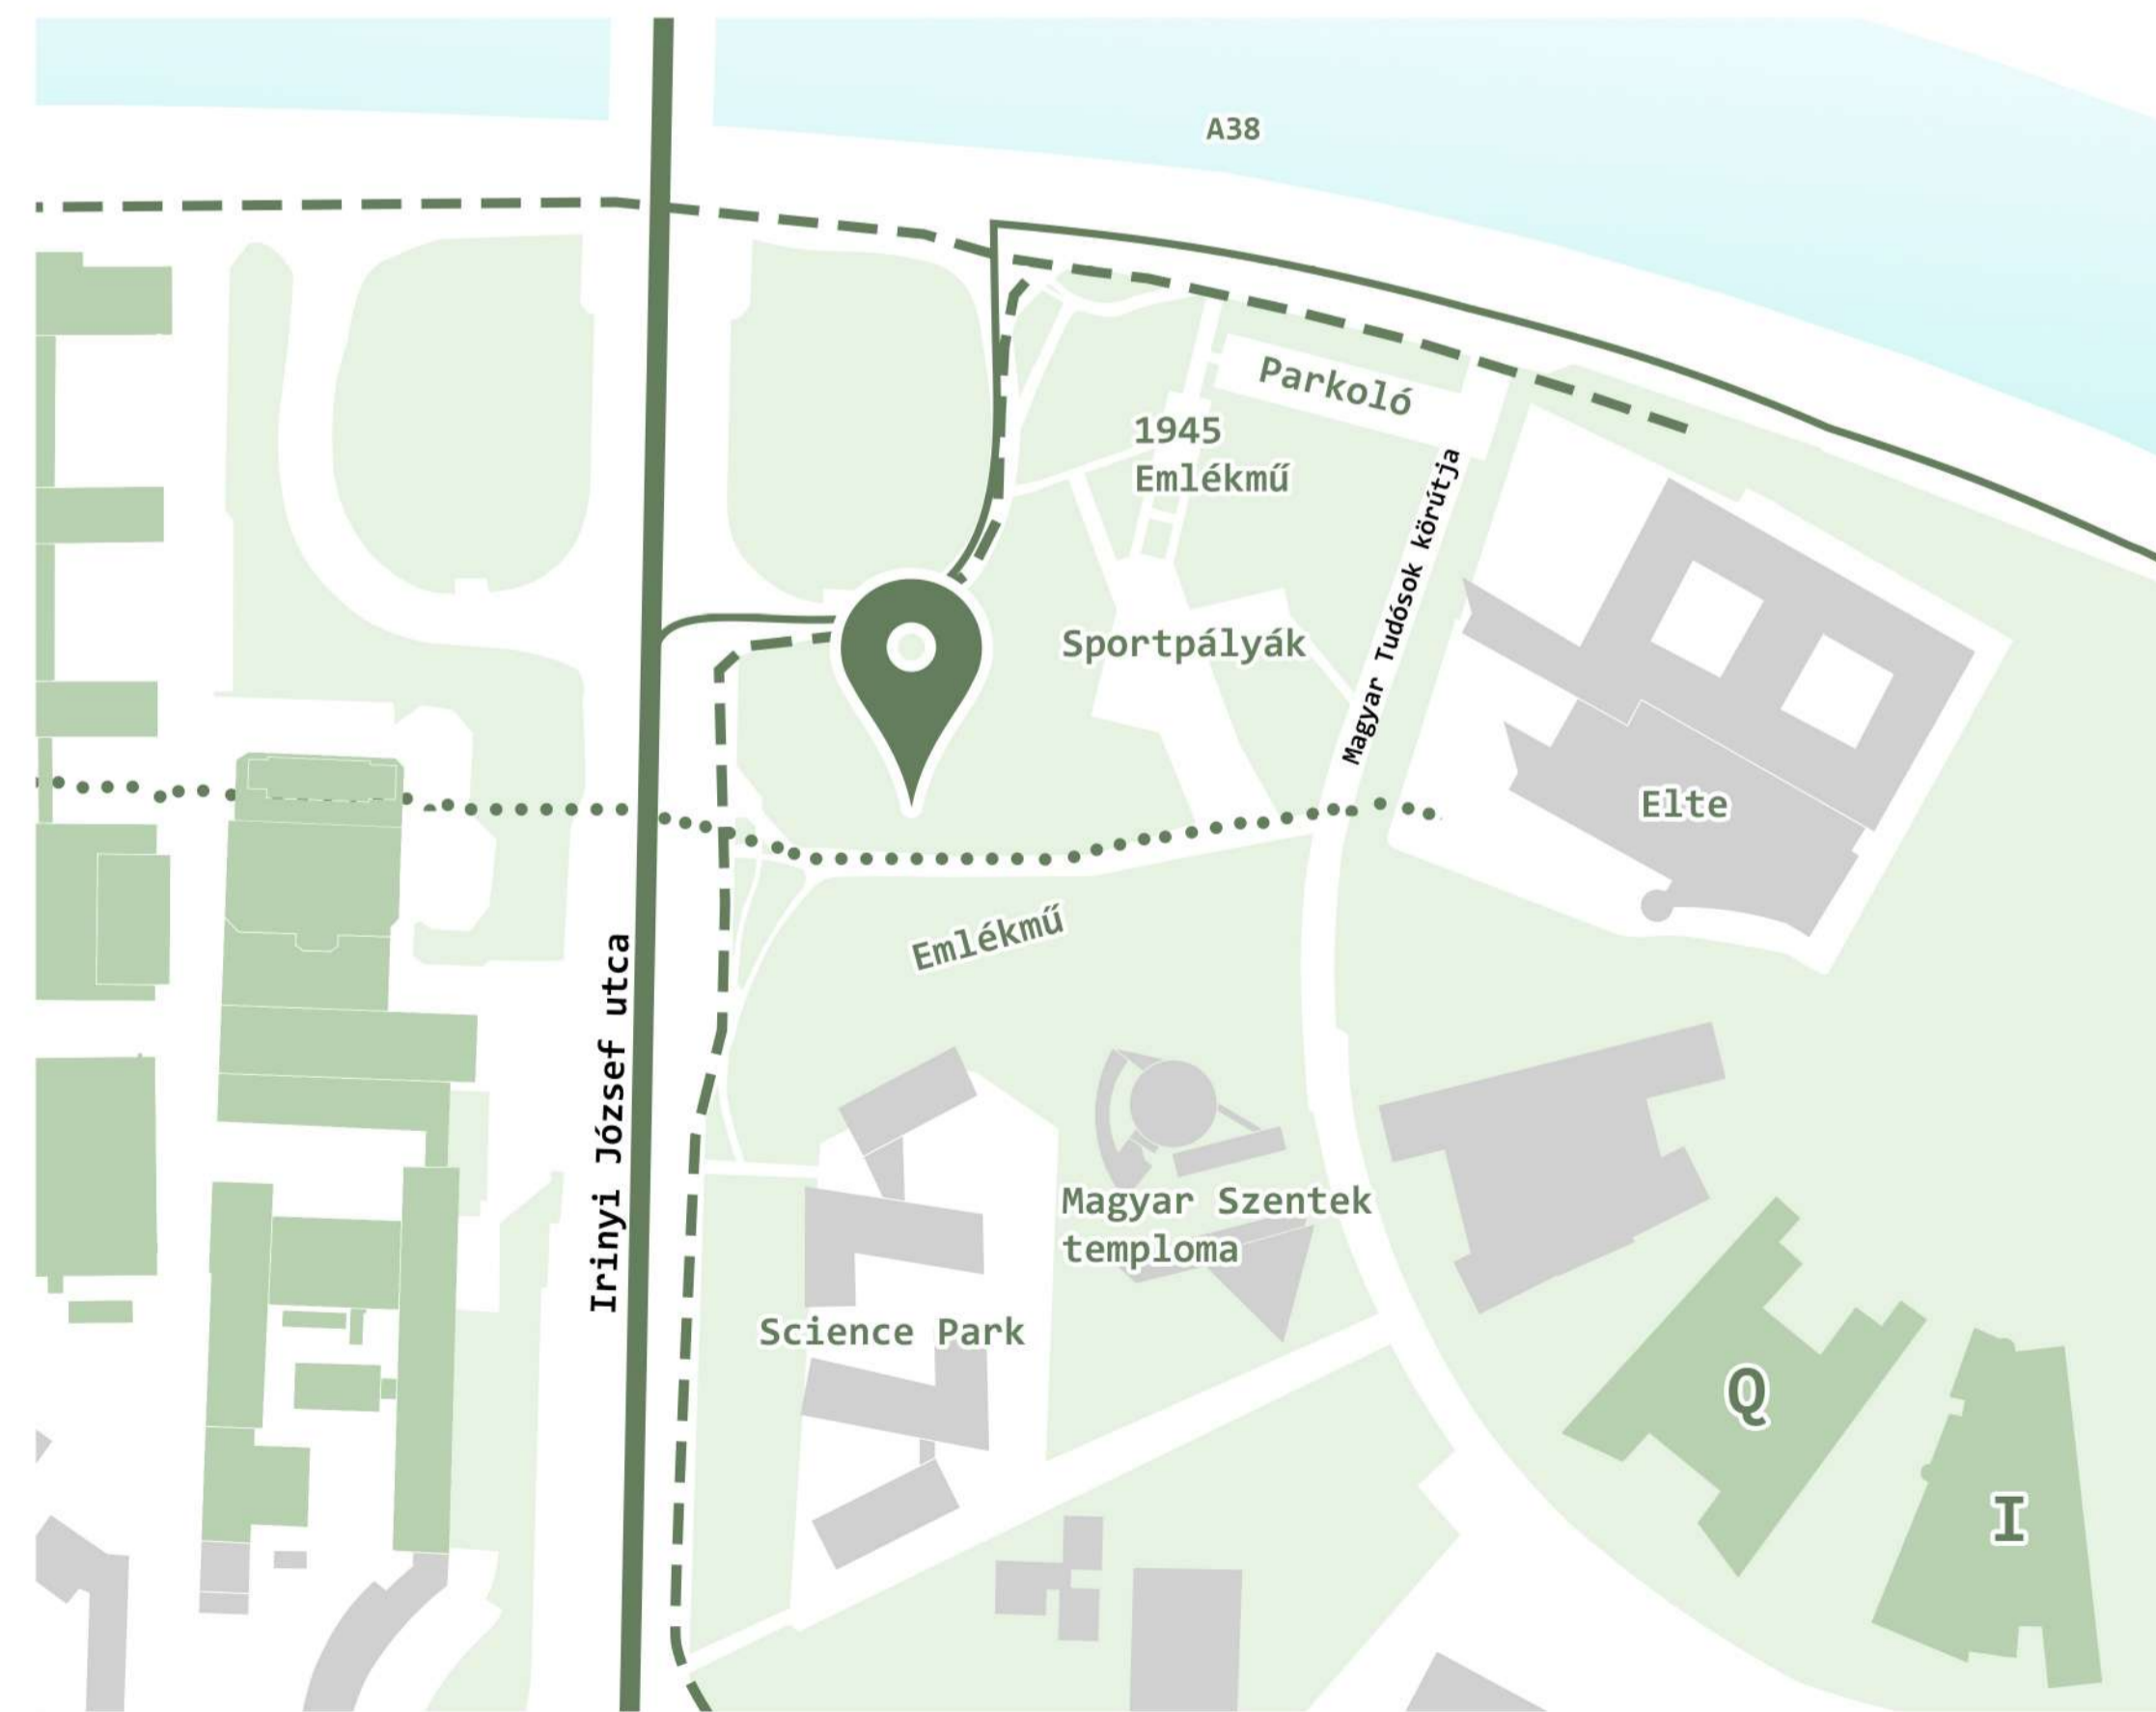 A38
Parkoló
1945
Emlékmű
Magyar Tudósok körútja
Sportpályák
Elte
Emlékmű
Irinyi József utca
Magyar Szentek
temploma
Science Park
Q
I